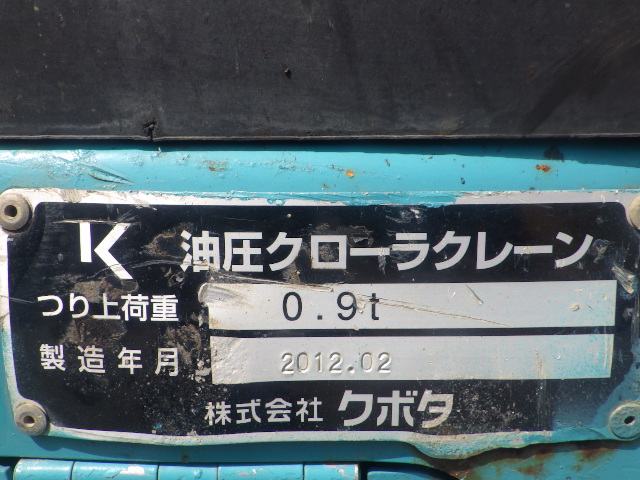 K 油圧クローラクレーン
つり上荷重 0.9t
製造年月 2012.02
株式会社 クボタ